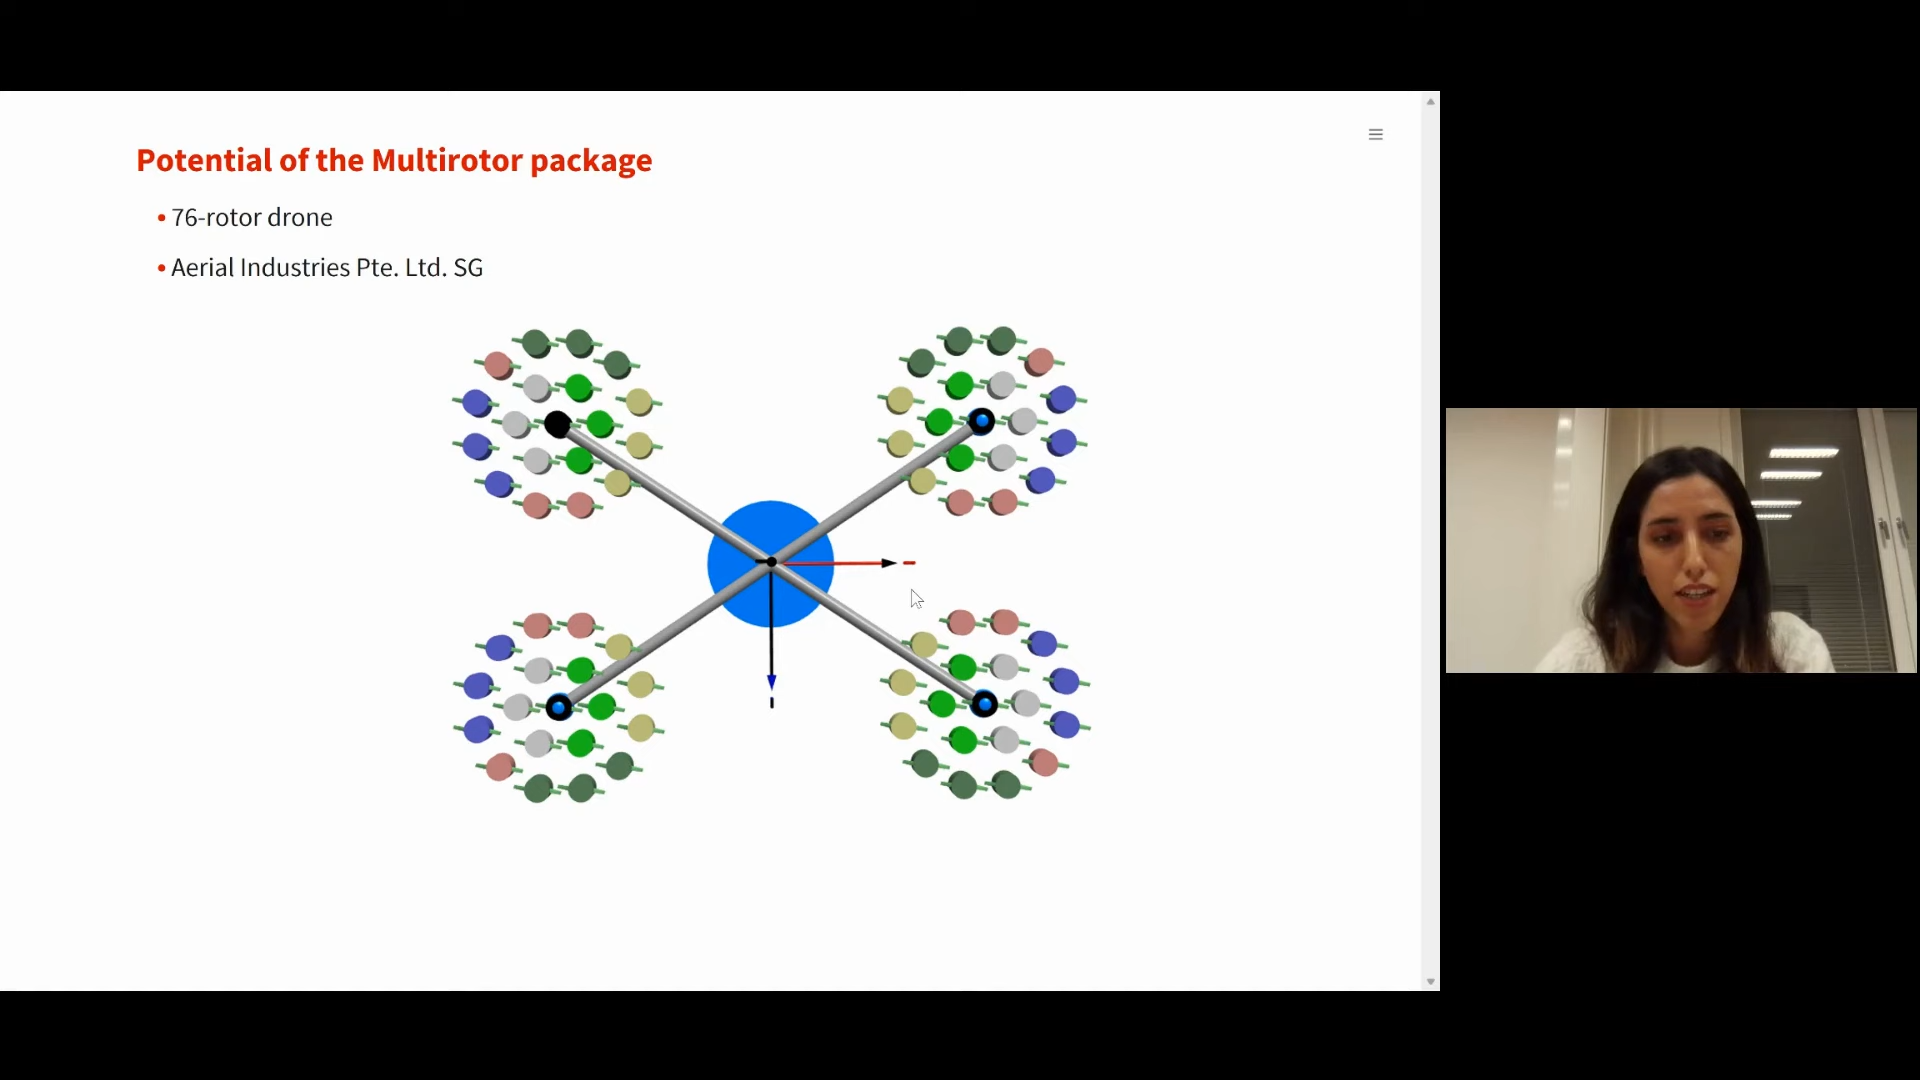 Potential of the Multirotor package
• 76-rotor drone
• Aerial Industries Pte. Ltd. SG